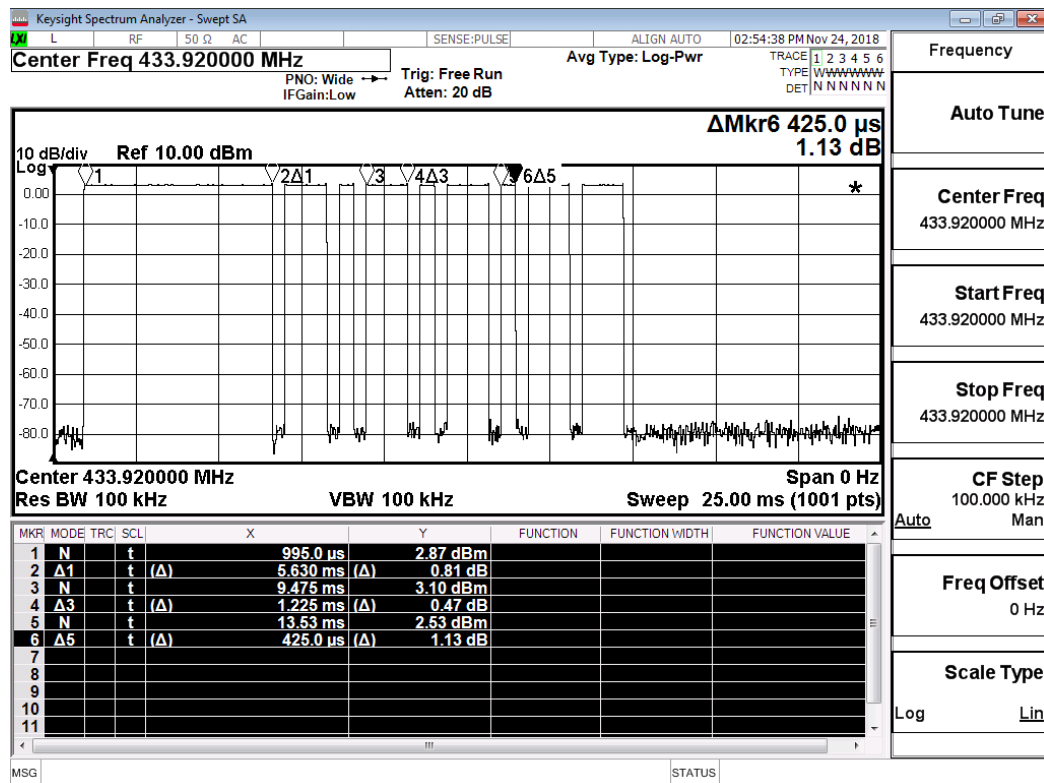 Keysight Spectrum Analyzer - Swept SA
LXI L RF 50 Ω AC SENSE:PULSE ALIGN AUTO 02:54:38 PM Nov 24, 2018
Center Freq 433.920000 MHz
Avg Type: Log-Pwr
TRACE 1 2 3 4 5 6
PNO: Wide
Trig: Free Run
TYPE WWWWWW
IFGain:Low
Atten: 20 dB
DET N N N N N N
ΔMkr6 425.0 µs
1.13 dB
10 dB/div Ref 10.00 dBm
Log
1 2Δ1 3 4Δ3 5 6Δ5
0.00 *
-10.0
-20.0
-30.0
-40.0
-50.0
-60.0
-70.0
-80.0
Center 433.920000 MHz Span 0 Hz
Res BW 100 kHz VBW 100 kHz Sweep 25.00 ms (1001 pts)
MKR MODE TRC SCL X Y FUNCTION FUNCTION WIDTH FUNCTION VALUE
1 N t 995.0 µs 2.87 dBm
2 Δ1 t (Δ) 5.630 ms (Δ) 0.81 dB
3 N t 9.475 ms 3.10 dBm
4 Δ3 t (Δ) 1.225 ms (Δ) 0.47 dB
5 N t 13.53 ms 2.53 dBm
6 Δ5 t (Δ) 425.0 µs (Δ) 1.13 dB
7
8
9
10
11
MSG STATUS
Frequency
Auto Tune
Center Freq
433.920000 MHz
Start Freq
433.920000 MHz
Stop Freq
433.920000 MHz
CF Step
100.000 kHz
Auto Man
Freq Offset
0 Hz
Scale Type
Log Lin